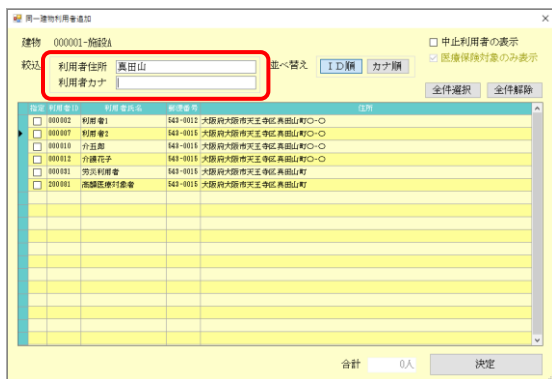 同一建物利用者追加
建物 000001-施設A
中止利用者の表示
絞込 利用者住所 真田山 並べ替え ID順 カナ順
医療保険対象のみ表示
利用者カナ
全件選択 全件解除
指定 利用者ID 利用者氏名 郵便番号 住所
000002 利用者1 543-0012 大阪府大阪市天王寺区真田山町○-○
000007 利用者2 543-0015 大阪府大阪市天王寺区真田山町○-○
000010 介五郎 543-0015 大阪府大阪市天王寺区真田山町○-○
000012 介護花子 543-0015 大阪府大阪市天王寺区真田山町○-○
000031 労災利用者 543-0015 大阪府大阪市天王寺区真田山町
200001 高額医療対象者 543-0015 大阪府大阪市天王寺区真田山町
合計 0人 決定